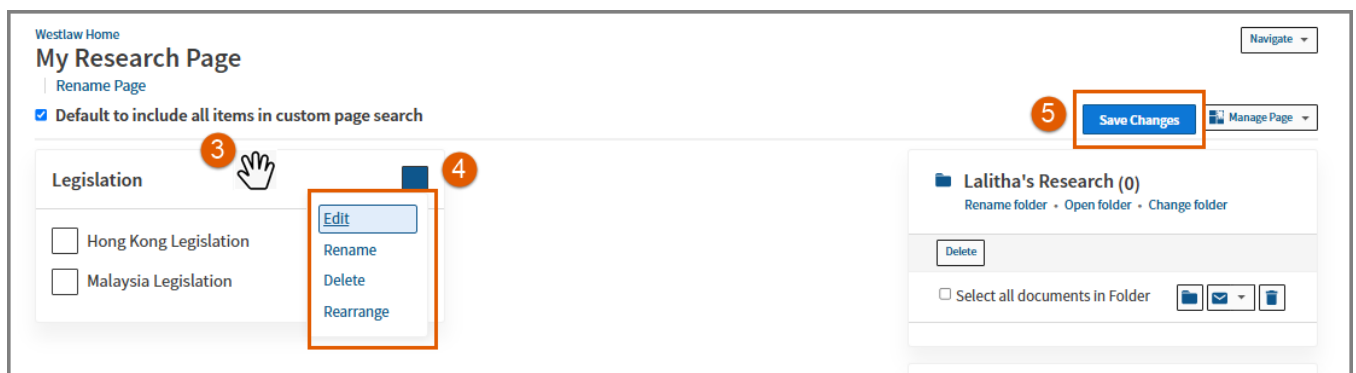 Westlaw Home
My Research Page
Navigate
Rename Page
Default to include all items in custom page search
5
Save Changes
Manage Page
3
4
Legislation
Edit
Rename
Delete
Rearrange
Hong Kong Legislation
Malaysia Legislation
Lalitha's Research (0)
Rename folder • Open folder • Change folder
Delete
Select all documents in Folder